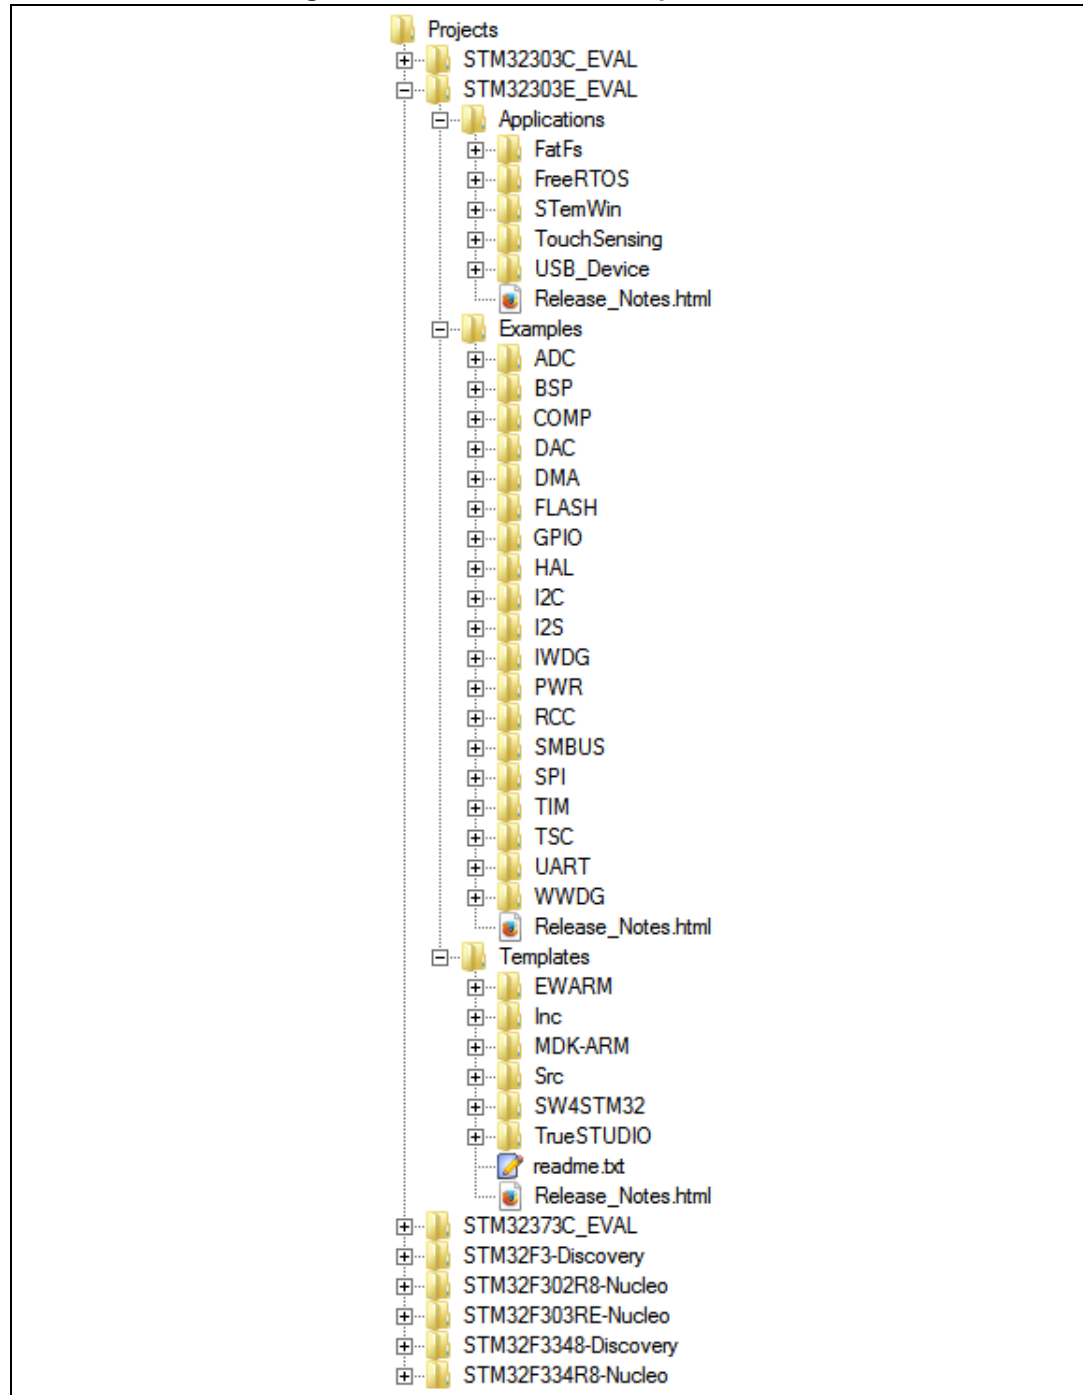 Projects
STM32303C_EVAL
STM32303E_EVAL
Applications
FatFs
FreeRTOS
STemWin
TouchSensing
USB_Device
Release_Notes.html
Examples
ADC
BSP
COMP
DAC
DMA
FLASH
GPIO
HAL
I2C
I2S
IWDG
PWR
RCC
SMBUS
SPI
TIM
TSC
UART
WWDG
Release_Notes.html
Templates
EWARM
Inc
MDK-ARM
Src
SW4STM32
TrueSTUDIO
readme.txt
Release_Notes.html
STM32373C_EVAL
STM32F3-Discovery
STM32F302R8-Nucleo
STM32F303RE-Nucleo
STM32F3348-Discovery
STM32F334R8-Nucleo